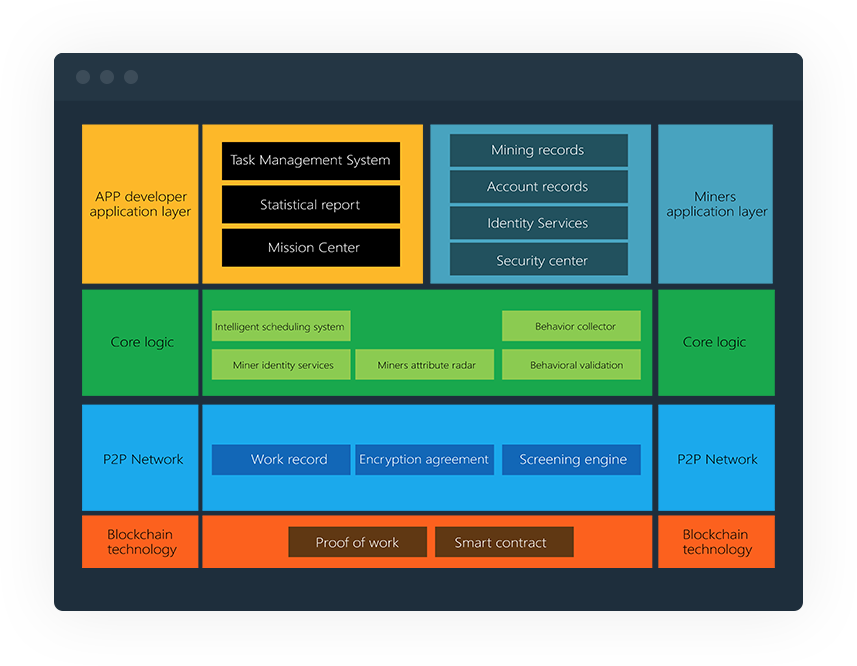 APP developer
application layer
Task Management System
Statistical report
Mission Center
Mining records
Account records
Identity Services
Security center
Miners
application layer
Core logic
Intelligent scheduling system
Behavior collector
Miner identity services
Miners attribute radar
Behavioral validation
Core logic
P2P Network
Work record
Encryption agreement
Screening engine
P2P Network
Blockchain
technology
Proof of work
Smart contract
Blockchain
technology